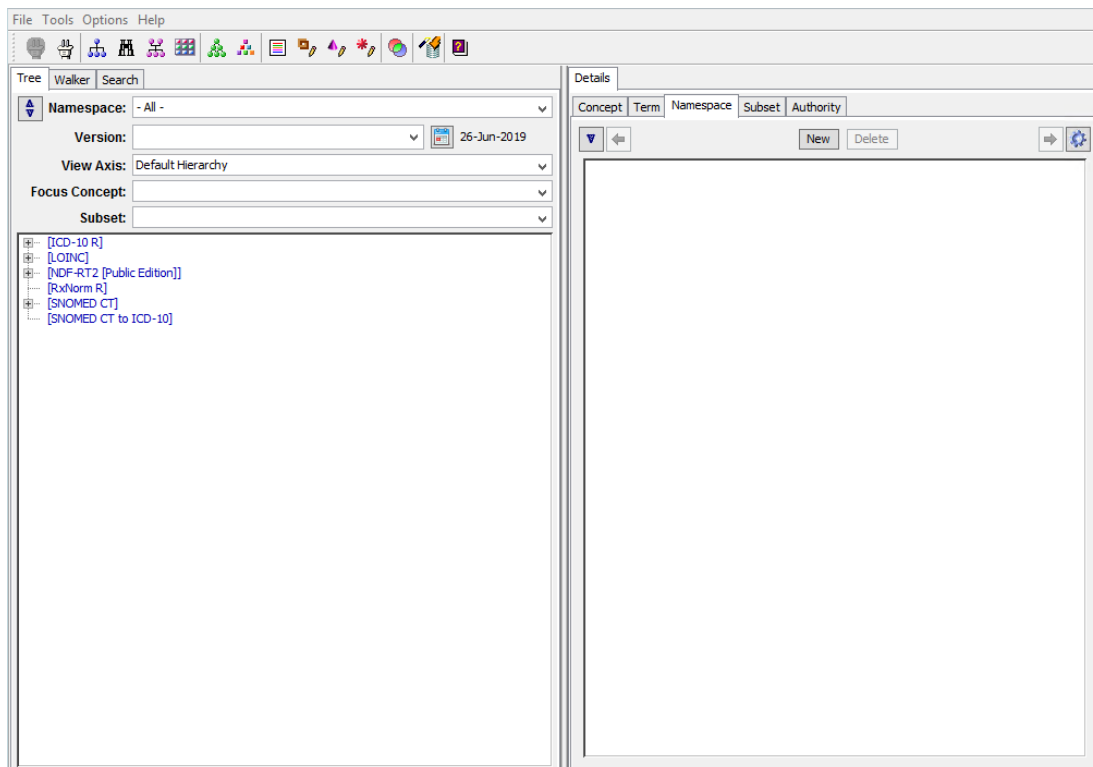 File Tools Options Help
?
Tree Walker Search
Namespace: - All -
Version: 26-Jun-2019
View Axis: Default Hierarchy
Focus Concept:
Subset:
[ICD-10 R]
[LOINC]
[NDF-RT2 [Public Edition]]
[RxNorm R]
[SNOMED CT]
[SNOMED CT to ICD-10]
Details
Concept Term Namespace Subset Authority
New Delete